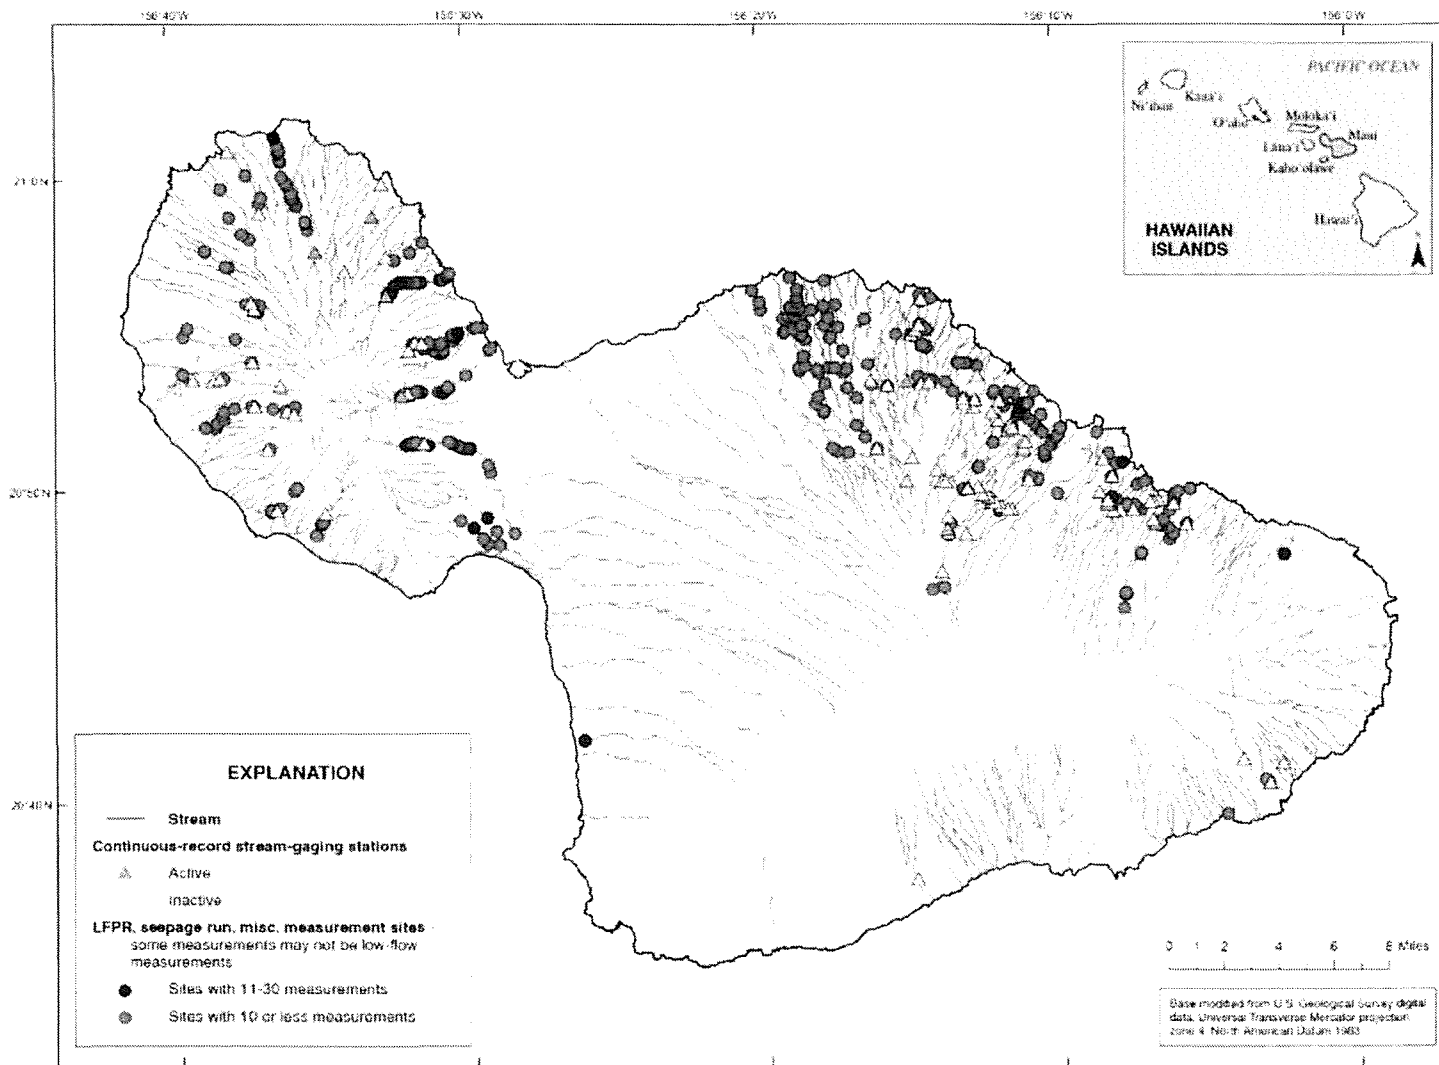 156°40'W 156°30'W 156°20'W 156°10'W 156°0'W
PACIFIC OCEAN
Ni'ihau
Kaua'i
O'ahu
Moloka'i
Maui
Lāna'i
Kaho'olawe
Hawai'i
HAWAIIAN
ISLANDS
N
21°0'N
20°50'N
20°40'N
EXPLANATION
Stream
Continuous-record stream-gaging stations
Active
Inactive
LFPR, seepage run, misc. measurement sites
some measurements may not be low-flow
measurements
Sites with 11-30 measurements
Sites with 10 or less measurements
0 1 2 4 6 8 Miles
Base modified from U.S. Geological Survey digital
data, Universal Transverse Mercator projection,
zone 4, North American Datum 1983